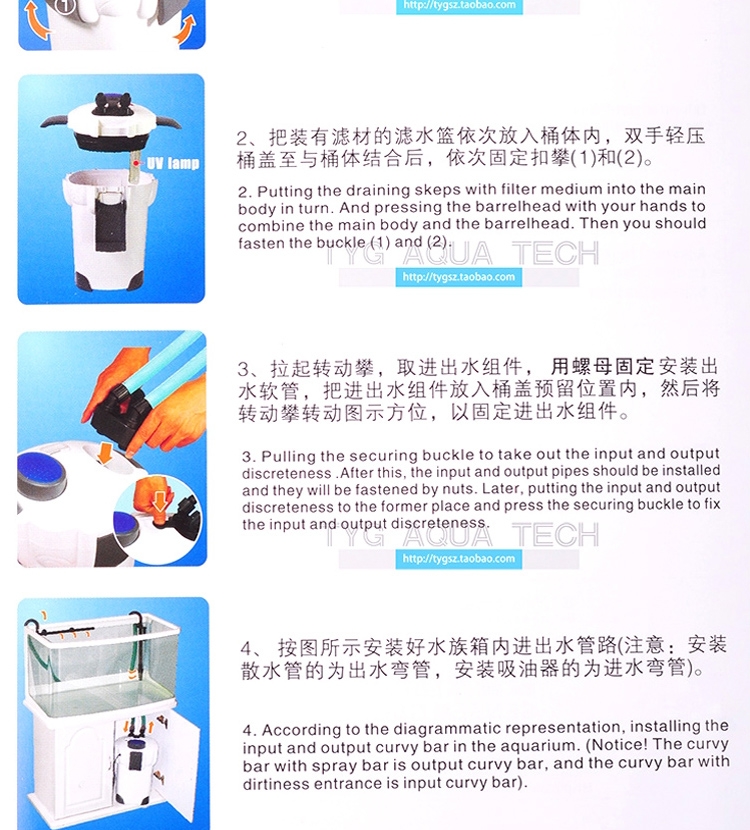 1
http://tygsz.taobao.com
UV lamp
2、把装有滤材的滤水篮依次放入桶体内，双手轻压
桶盖至与桶体结合后，依次固定扣攀(1)和(2)。
2. Putting the draining skeps with filter medium into the main
body in turn. And pressing the barrelhead with your hands to
combine the main body and the barrelhead. Then you should
fasten the buckle (1) and (2).
TYG AQUA TECH
http://tygsz.taobao.com
3、拉起转动攀，取进出水组件，用螺母固定安装出
水软管，把进出水组件放入桶盖预留位置内，然后将
转动攀转动图示方位，以固定进出水组件。
3. Pulling the securing buckle to take out the input and output
discreteness .After this, the input and output pipes should be installed
and they will be fastened by nuts. Later, putting the input and output
discreteness to the former place and press the securing buckle to fix
the input and output discreteness.
TYG AQUA TECH
http://tygsz.taobao.com
4、按图所示安装好水族箱内进出水管路(注意：安装
散水管的为出水弯管，安装吸油器的为进水弯管)。
4. According to the diagrammatic representation, installing the
input and output curvy bar in the aquarium. (Notice! The curvy
bar with spray bar is output curvy bar, and the curvy bar with
dirtiness entrance is input curvy bar).